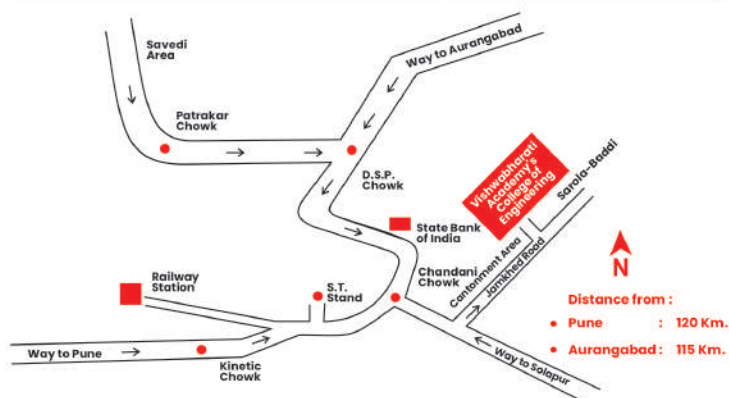 Savedi
Area
Way to Aurangabad
Patrakar
Chowk
D.S.P.
Chowk
Vishwabharati
Academy's
College of
Engineering
Sarola-Baddi
State Bank
of India
Cantonment Area
Jamkhed Road
N
Railway
Station
S.T.
Stand
Chandani
Chowk
Distance from :
Pune : 120 Km.
Aurangabad : 115 Km.
Way to Pune
Kinetic
Chowk
Way to Solapur